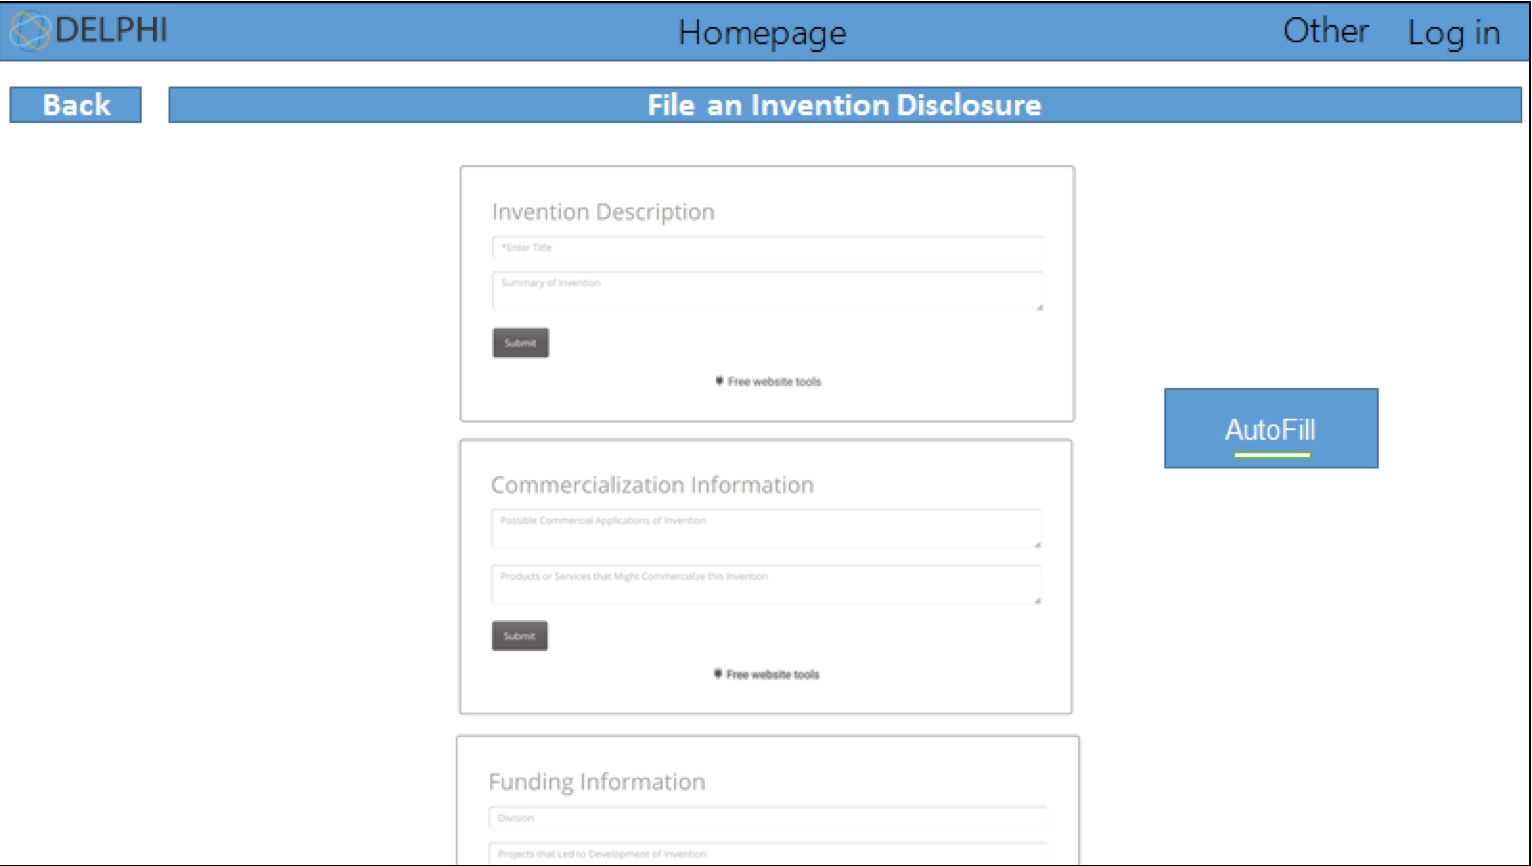 DELPHI Homepage Other Log in
Back File an Invention Disclosure
Invention Description
*Enter Title
Summary of Invention
Submit
Free website tools
AutoFill
Commercialization Information
Possible Commercial Applications of Invention
Products or Services that Might Commercialze this Invention
Submit
Free website tools
Funding Information
Division
Projects that Led to Development of Invention